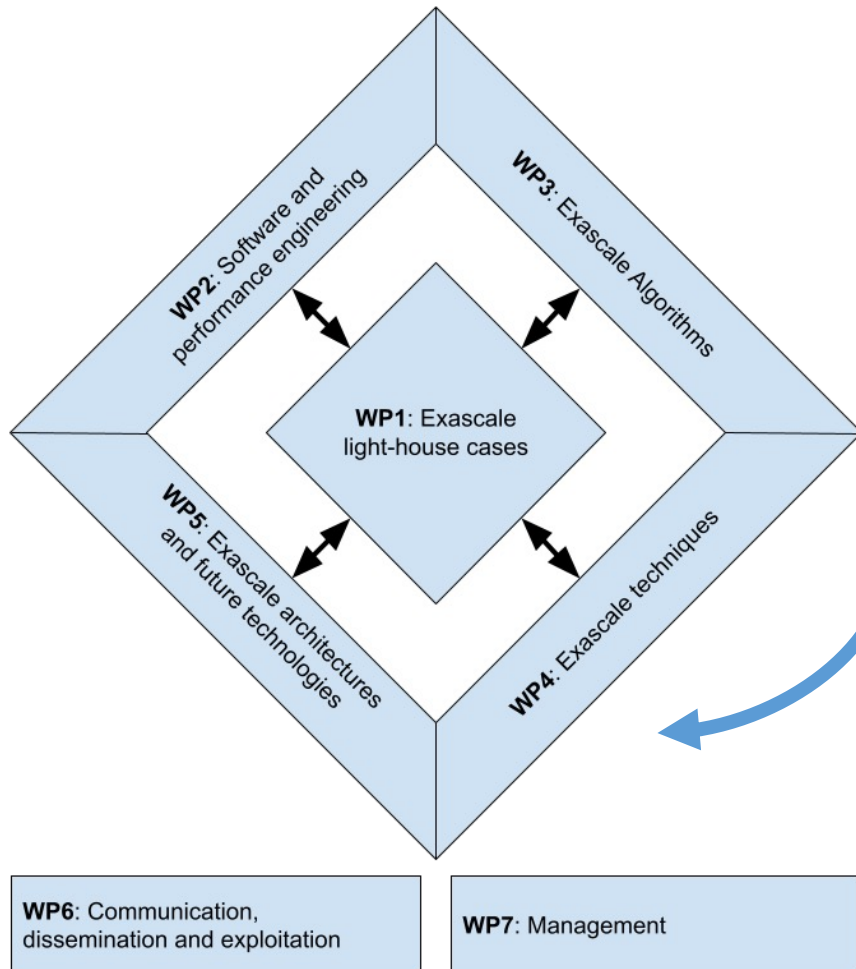 WP2: Software and
performance engineering
WP3: Exascale Algorithms
WP1: Exascale
light-house cases
WP5: Exascale architectures
and future technologies
WP4: Exascale techniques
WP6: Communication,
dissemination and exploitation
WP7: Management